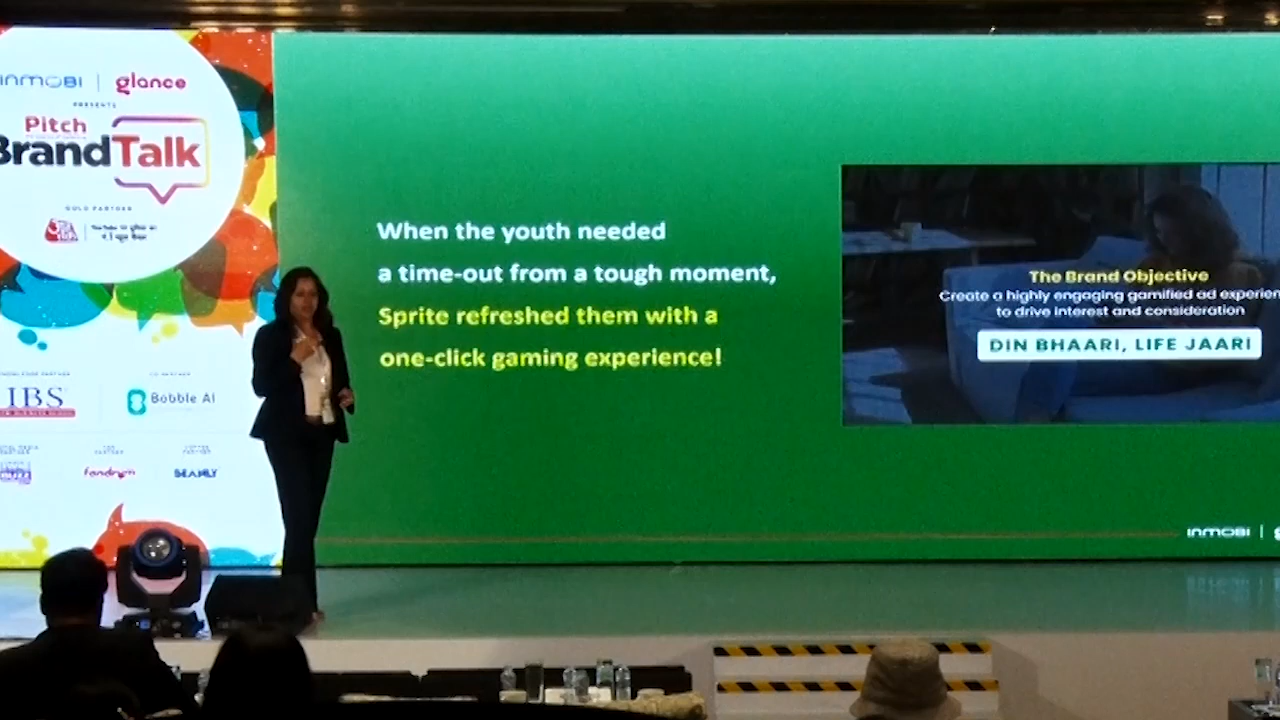 INMOBI | glance
PRESENTS
Pitch
BrandTalk
GOLD PARTNER
IBS
Bobble AI
fandrum
BEANLY
When the youth needed
a time-out from a tough moment,
Sprite refreshed them with a
one-click gaming experience!
The Brand Objective
Create a highly engaging gamified ad experien
to drive interest and consideration
DIN BHAARI, LIFE JAARI
INMOBI |